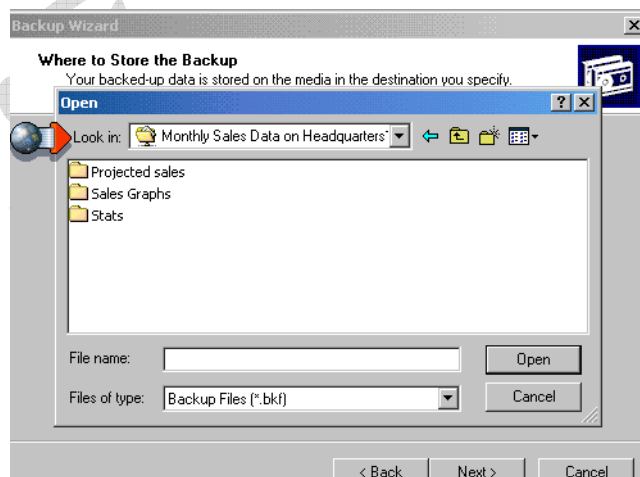 Backup Wizard
Where to Store the Backup
Your backed-up data is stored on the media in the destination you specify.
Open
Look in: Monthly Sales Data on Headquarters'
Projected sales
Sales Graphs
Stats
File name:
Open
Files of type: Backup Files (*.bkf)
Cancel
< Back Next > Cancel